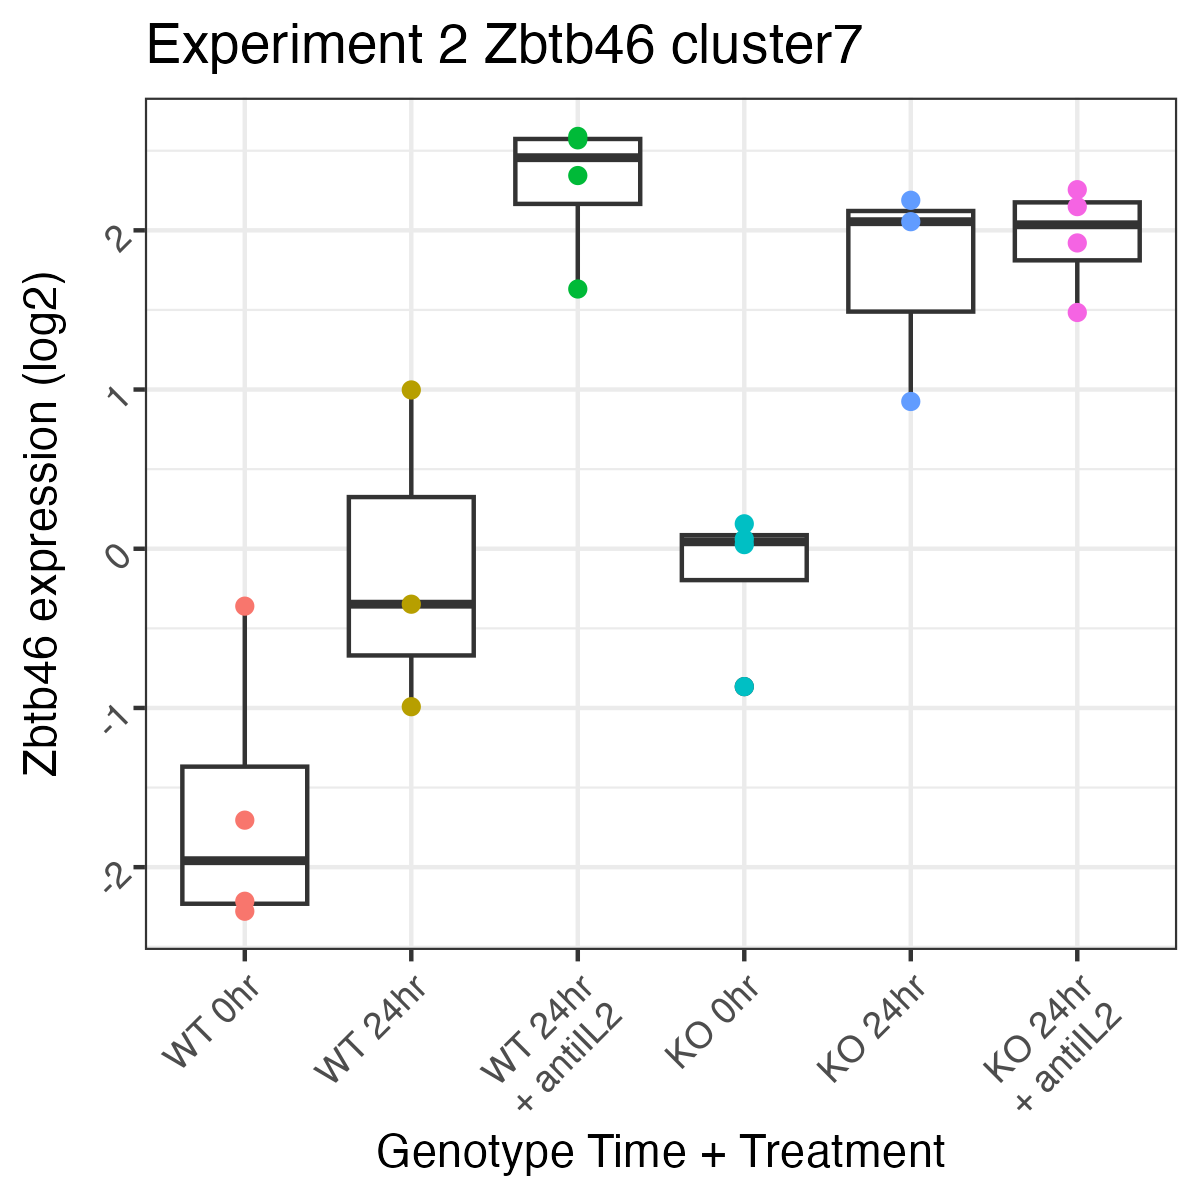 Experiment 2 Zbtb46 cluster7
Zbtb46 expression (log2)
2
1
0
-1
-2
WT 0hr
WT 24hr
WT 24hr
+ antiIL2
KO 0hr
KO 24hr
KO 24hr
+ antiIL2
Genotype Time + Treatment